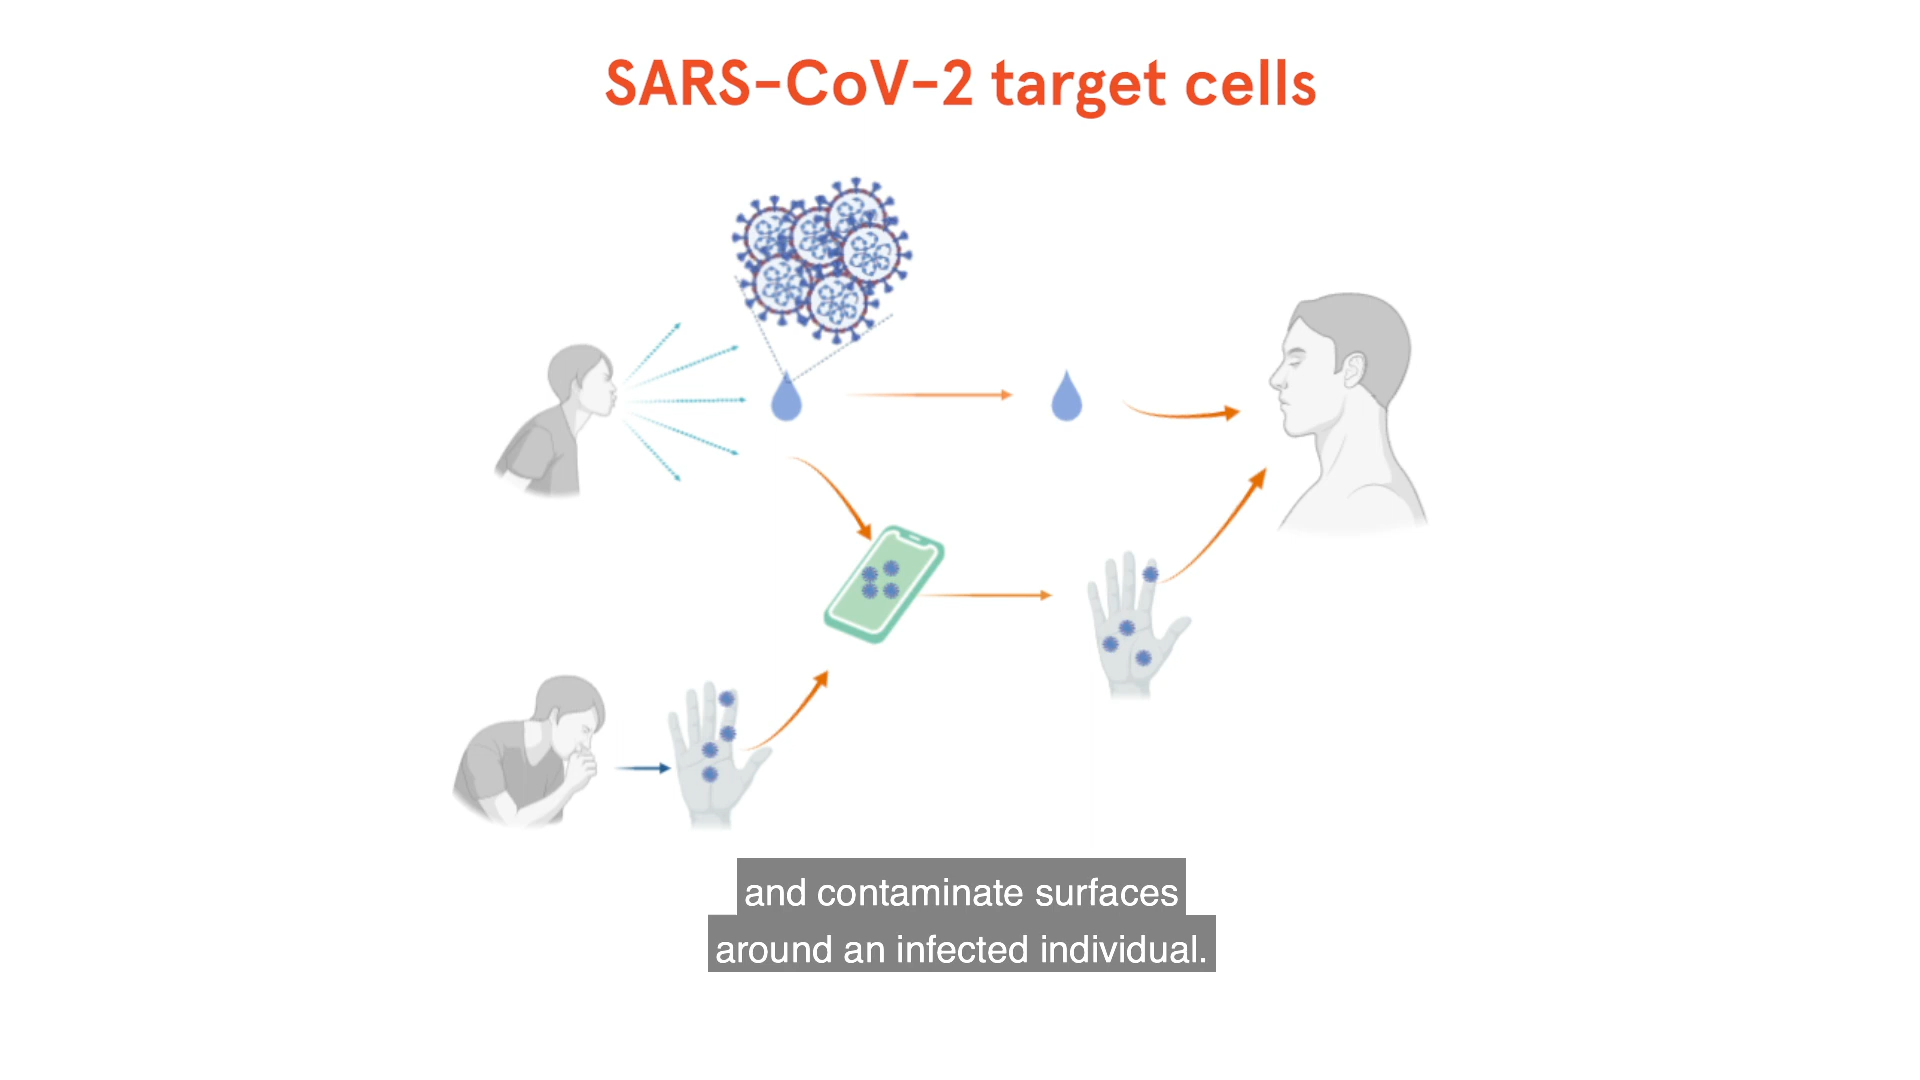 SARS-CoV-2 target cells
and contaminate surfaces
around an infected individual.